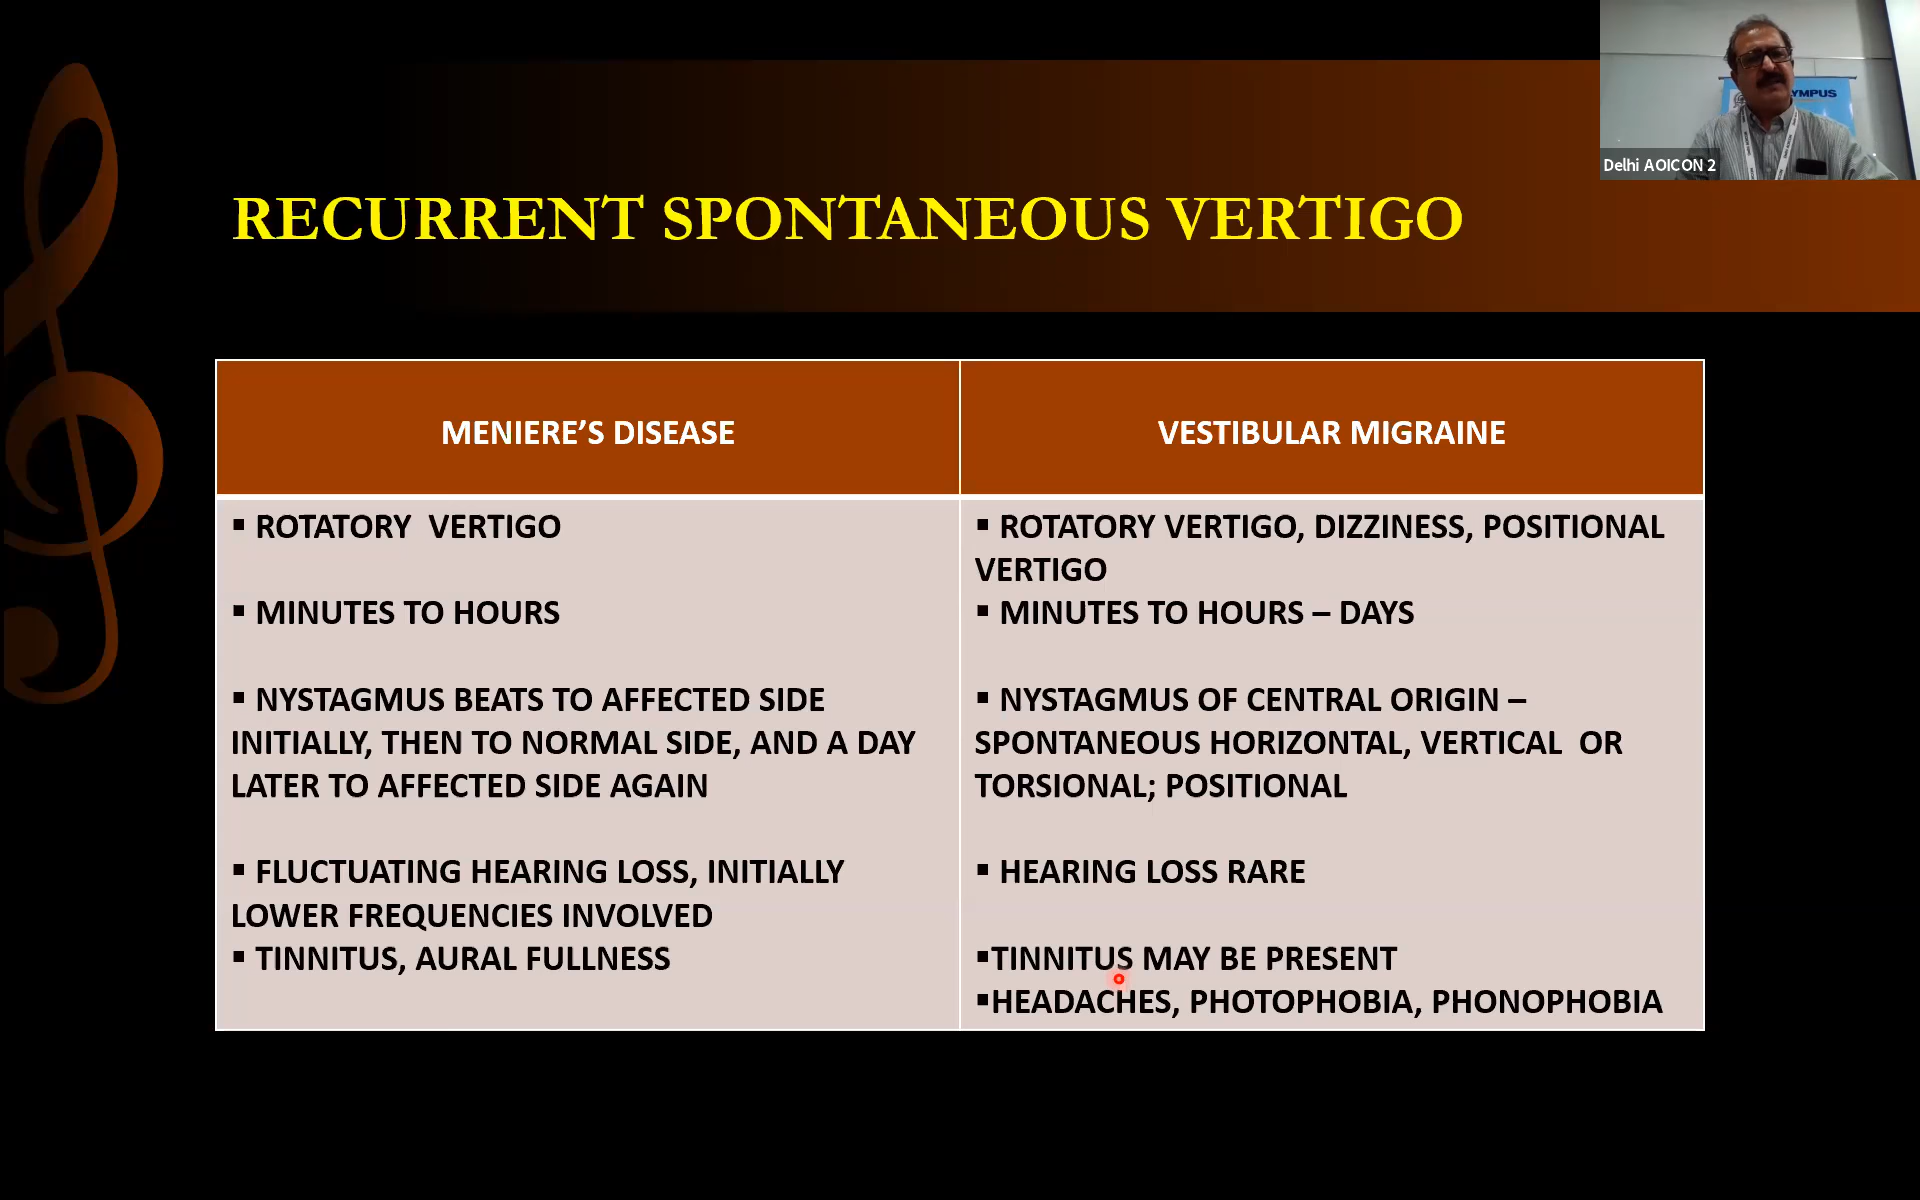 YMPUS
Delhi AOICON 2
RECURRENT SPONTANEOUS VERTIGO
MENIERE’S DISEASE
▪ ROTATORY VERTIGO
▪ MINUTES TO HOURS
▪ NYSTAGMUS BEATS TO AFFECTED SIDE
INITIALLY, THEN TO NORMAL SIDE, AND A DAY
LATER TO AFFECTED SIDE AGAIN
▪ FLUCTUATING HEARING LOSS, INITIALLY
LOWER FREQUENCIES INVOLVED
▪ TINNITUS, AURAL FULLNESS
VESTIBULAR MIGRAINE
▪ ROTATORY VERTIGO, DIZZINESS, POSITIONAL
VERTIGO
▪ MINUTES TO HOURS – DAYS
▪ NYSTAGMUS OF CENTRAL ORIGIN –
SPONTANEOUS HORIZONTAL, VERTICAL OR
TORSIONAL; POSITIONAL
▪ HEARING LOSS RARE
▪TINNITUS MAY BE PRESENT
▪HEADACHES, PHOTOPHOBIA, PHONOPHOBIA